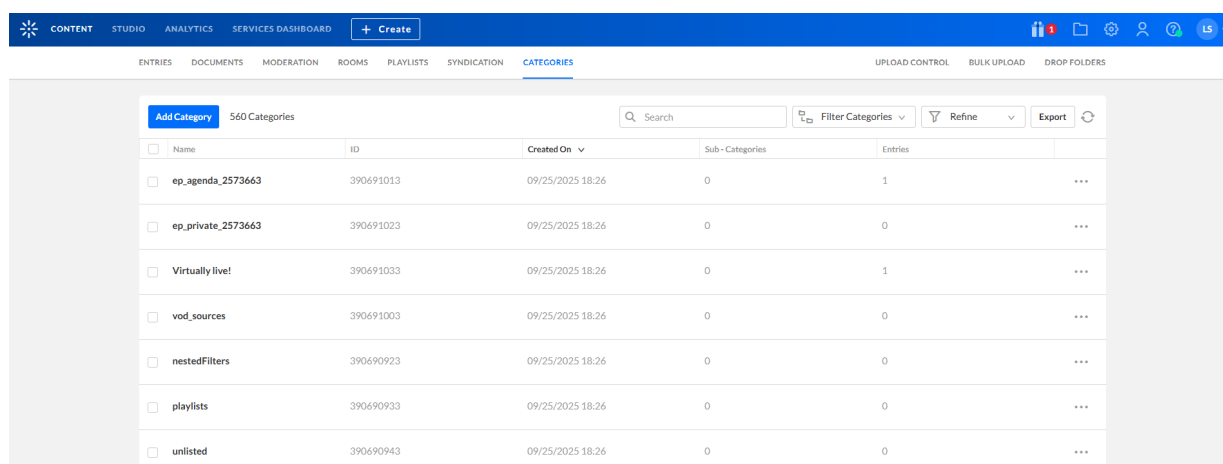 CONTENT STUDIO ANALYTICS SERVICES DASHBOARD + Create 1 LS
ENTRIES DOCUMENTS MODERATION ROOMS PLAYLISTS SYNDICATION CATEGORIES UPLOAD CONTROL BULK UPLOAD DROP FOLDERS
Add Category 560 Categories Search Filter Categories Refine Export
Name ID Created On Sub - Categories Entries
ep_agenda_2573663 390691013 09/25/2025 18:26 0 1
ep_private_2573663 390691023 09/25/2025 18:26 0 0
Virtually live! 390691033 09/25/2025 18:26 0 1
vod_sources 390691003 09/25/2025 18:26 0 0
nestedFilters 390690923 09/25/2025 18:26 0 0
playlists 390690933 09/25/2025 18:26 0 0
unlisted 390690943 09/25/2025 18:26 0 0